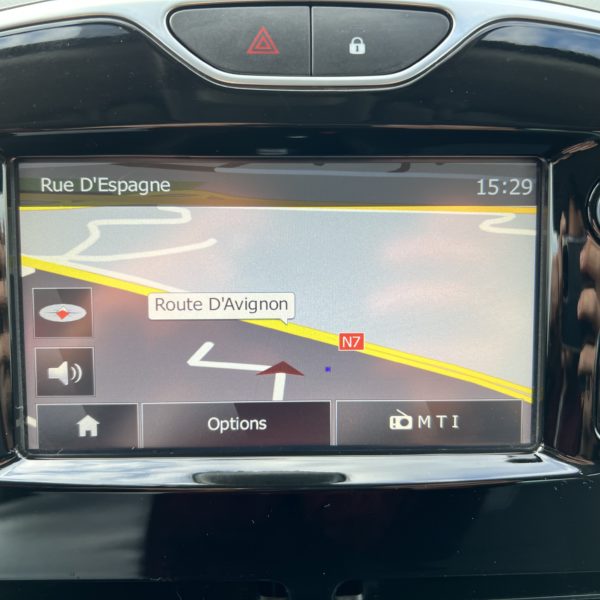 Rue D'Espagne
15:29
Route D'Avignon
N7
Options
MTI